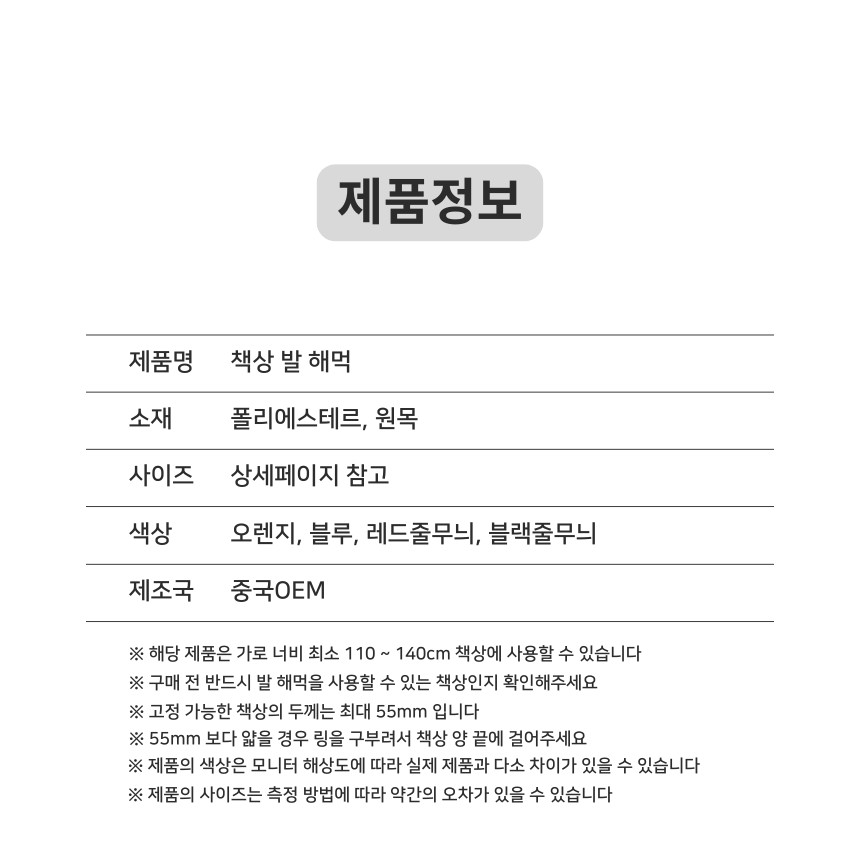 제품정보
제품명 책상 발 해먹
소재 폴리에스테르, 원목
사이즈 상세페이지 참고
색상 오렌지, 블루, 레드줄무늬, 블랙줄무늬
제조국 중국OEM
※ 해당 제품은 가로 너비 최소 110 ~ 140cm 책상에 사용할 수 있습니다
※ 구매 전 반드시 발 해먹을 사용할 수 있는 책상인지 확인해주세요
※ 고정 가능한 책상의 두께는 최대 55mm 입니다
※ 55mm 보다 얇을 경우 링을 구부려서 책상 양 끝에 걸어주세요
※ 제품의 색상은 모니터 해상도에 따라 실제 제품과 다소 차이가 있을 수 있습니다
※ 제품의 사이즈는 측정 방법에 따라 약간의 오차가 있을 수 있습니다